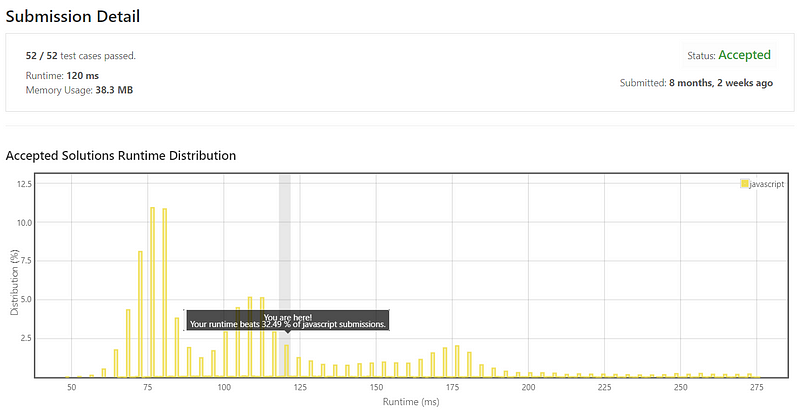 Submission Detail
52 / 52 test cases passed.
Status: Accepted
Runtime: 120 ms
Memory Usage: 38.3 MB
Submitted: 8 months, 2 weeks ago
Accepted Solutions Runtime Distribution
javascript
12.5
10.0
7.5
5.0
2.5
Distribution (%)
You are here!
Your runtime beats 32.49 % of javascript submissions.
50 75 100 125 150 175 200 225 250 275
Runtime (ms)